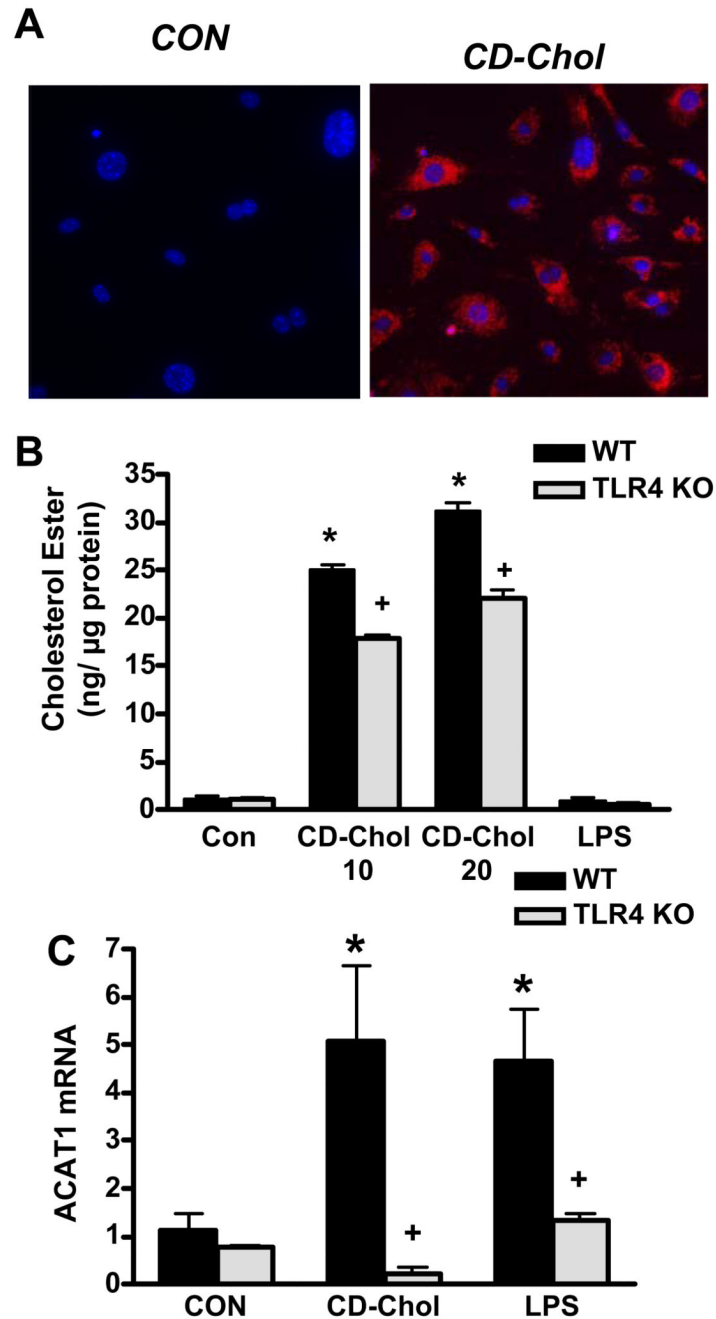 A
CON
CD-Chol
B
WT
TLR4 KO
Cholesterol Ester
(ng/ µg protein)
35
30
25
20
15
10
5
0
*
+
*
+
Con
CD-Chol
10
CD-Chol
20
LPS
WT
TLR4 KO
C
ACAT1 mRNA
7
6
5
4
3
2
1
0
*
+
*
+
CON
CD-Chol
LPS